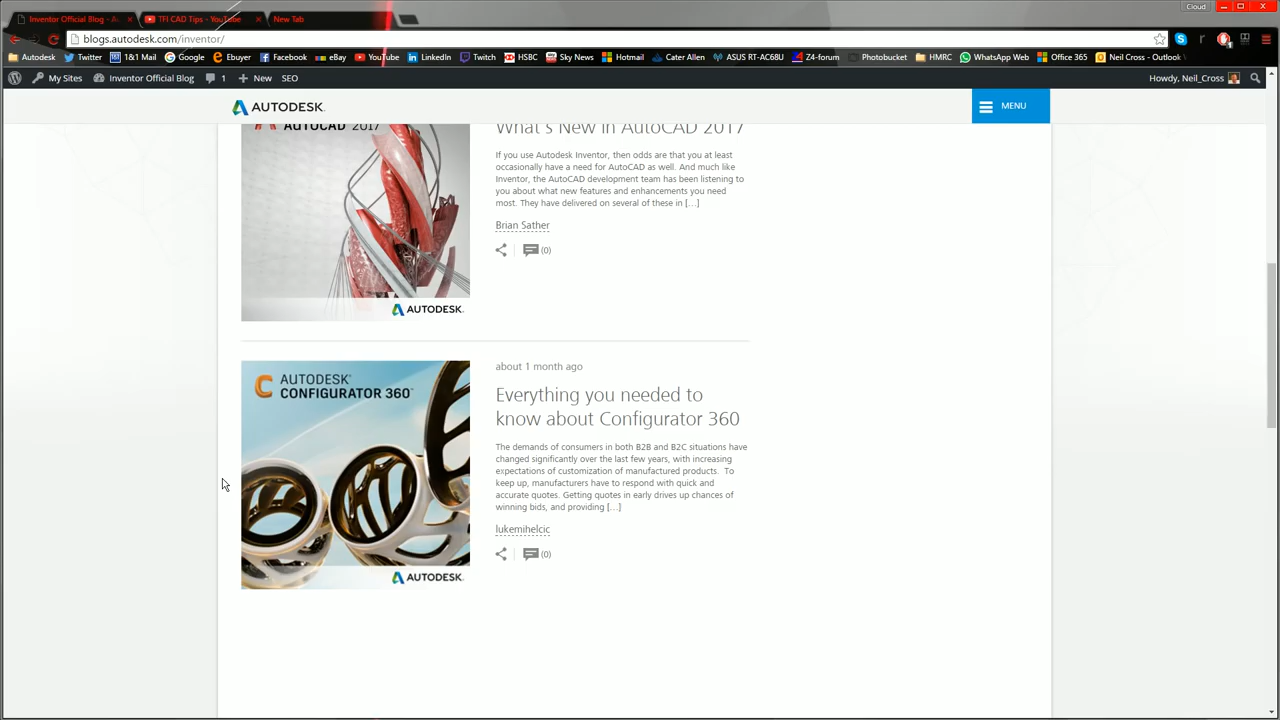 Cloud
Inventor Official Blog - A
TFI CAD Tips - YouTube
New Tab
blogs.autodesk.com/inventor/
Autodesk Twitter 1&1 Mail Google Ebuyer Facebook eBay YouTube LinkedIn Twitch HSBC Sky News Hotmail Cater Allen ASUS RT-AC68U Z4-forum Photobucket HMRC WhatsApp Web Office 365 Neil Cross - Outlook
My Sites Inventor Official Blog 1 New SEO Howdy, Neil_Cross
AUTODESK. MENU
AUTOCAD 2017
What's New in AutoCAD 2017
If you use Autodesk Inventor, then odds are that you at least
occasionally have a need for AutoCAD as well. And much like
Inventor, the AutoCAD development team has been listening to
you about what new features and enhancements you need
most. They have delivered on several of these in [...]
Brian Sather
(0)
AUTODESK.
about 1 month ago
AUTODESK®
CONFIGURATOR 360™
Everything you needed to
know about Configurator 360
The demands of consumers in both B2B and B2C situations have
changed significantly over the last few years, with increasing
expectations of customization of manufactured products. To
keep up, manufacturers have to respond with quick and
accurate quotes. Getting quotes in early drives up chances of
winning bids, and providing [...]
lukemihelcic
(0)
AUTODESK.